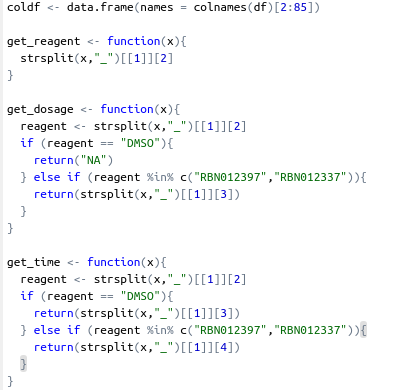 coldf <- data.frame(names = colnames(df)[2:85])
get_reagent <- function(x){
  strsplit(x,"_")[[1]][2]
}
get_dosage <- function(x){
  reagent <- strsplit(x,"_")[[1]][2]
  if (reagent == "DMSO"){
    return("NA")
  } else if (reagent %in% c("RBN012397","RBN012337")){
    return(strsplit(x,"_")[[1]][3])
  }
}
get_time <- function(x){
  reagent <- strsplit(x,"_")[[1]][2]
  if (reagent == "DMSO"){
    return(strsplit(x,"_")[[1]][3])
  } else if (reagent %in% c("RBN012397","RBN012337")){
    return(strsplit(x,"_")[[1]][4])
  }
}